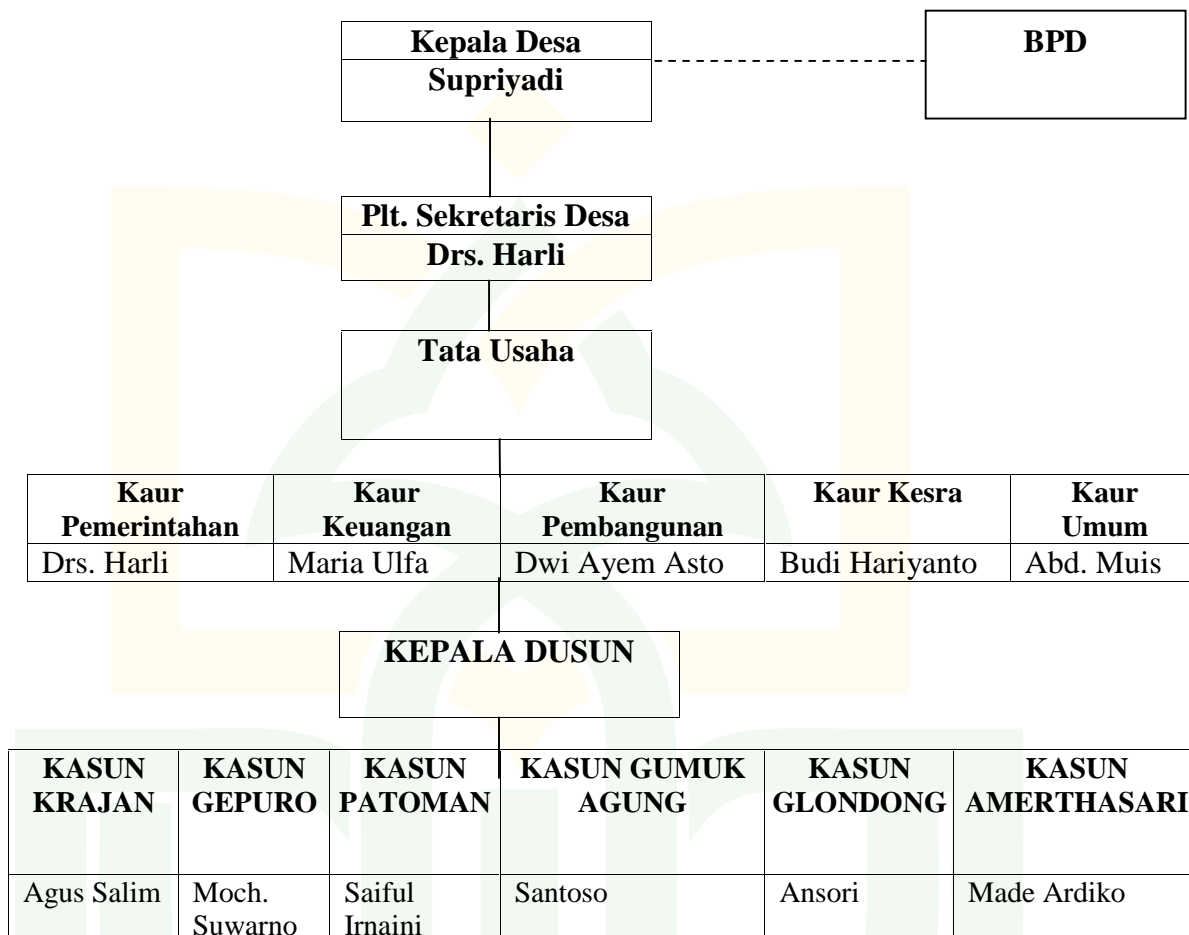 Kepala Desa
Supriyadi
BPD
Plt. Sekretaris Desa
Drs. Harli
Tata Usaha
Kaur
Pemerintahan
Kaur
Keuangan
Kaur
Pembangunan
Kaur Kesra
Kaur
Umum
Drs. Harli
Maria Ulfa
Dwi Ayem Asto
Budi Hariyanto
Abd. Muis
KEPALA DUSUN
KASUN
KRAJAN
KASUN
GEPURO
KASUN
PATOMAN
KASUN GUMUK
AGUNG
KASUN
GLONDONG
KASUN
AMERTHASARI
Agus Salim
Moch.
Suwarno
Saiful
Irnaini
Santoso
Ansori
Made Ardiko